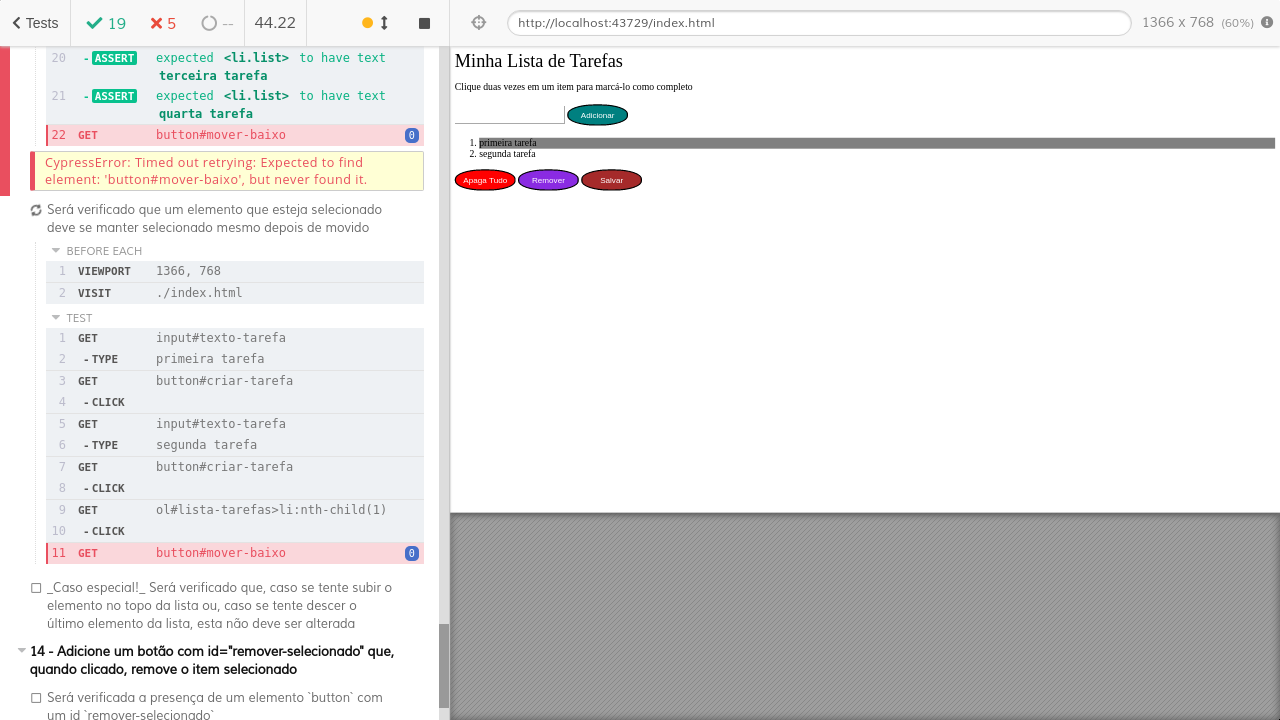 Tests
19
5
--
44.22
http://localhost:43729/index.html
1366 x 768 (60%)
20 - ASSERT expected <li.list> to have text
terceira tarefa
21 - ASSERT expected <li.list> to have text
quarta tarefa
22 GET button#mover-baixo 0
CypressError: Timed out retrying: Expected to find
element: 'button#mover-baixo', but never found it.
Será verificado que um elemento que esteja selecionado
deve se manter selecionado mesmo depois de movido
BEFORE EACH
1 VIEWPORT 1366, 768
2 VISIT ./index.html
TEST
1 GET input#texto-tarefa
2 - TYPE primeira tarefa
3 GET button#criar-tarefa
4 - CLICK
5 GET input#texto-tarefa
6 - TYPE segunda tarefa
7 GET button#criar-tarefa
8 - CLICK
9 GET ol#lista-tarefas>li:nth-child(1)
10 - CLICK
11 GET button#mover-baixo 0
_Caso especial!_ Será verificado que, caso se tente subir o
elemento no topo da lista ou, caso se tente descer o
último elemento da lista, esta não deve ser alterada
14 - Adicione um botão com id="remover-selecionado" que,
quando clicado, remove o item selecionado
Será verificada a presença de um elemento `button` com
um id `remover-selecionado`
Minha Lista de Tarefas
Clique duas vezes em um item para marcá-lo como completo
Adicionar
1. primeira tarefa
2. segunda tarefa
Apaga Tudo Remover Salvar